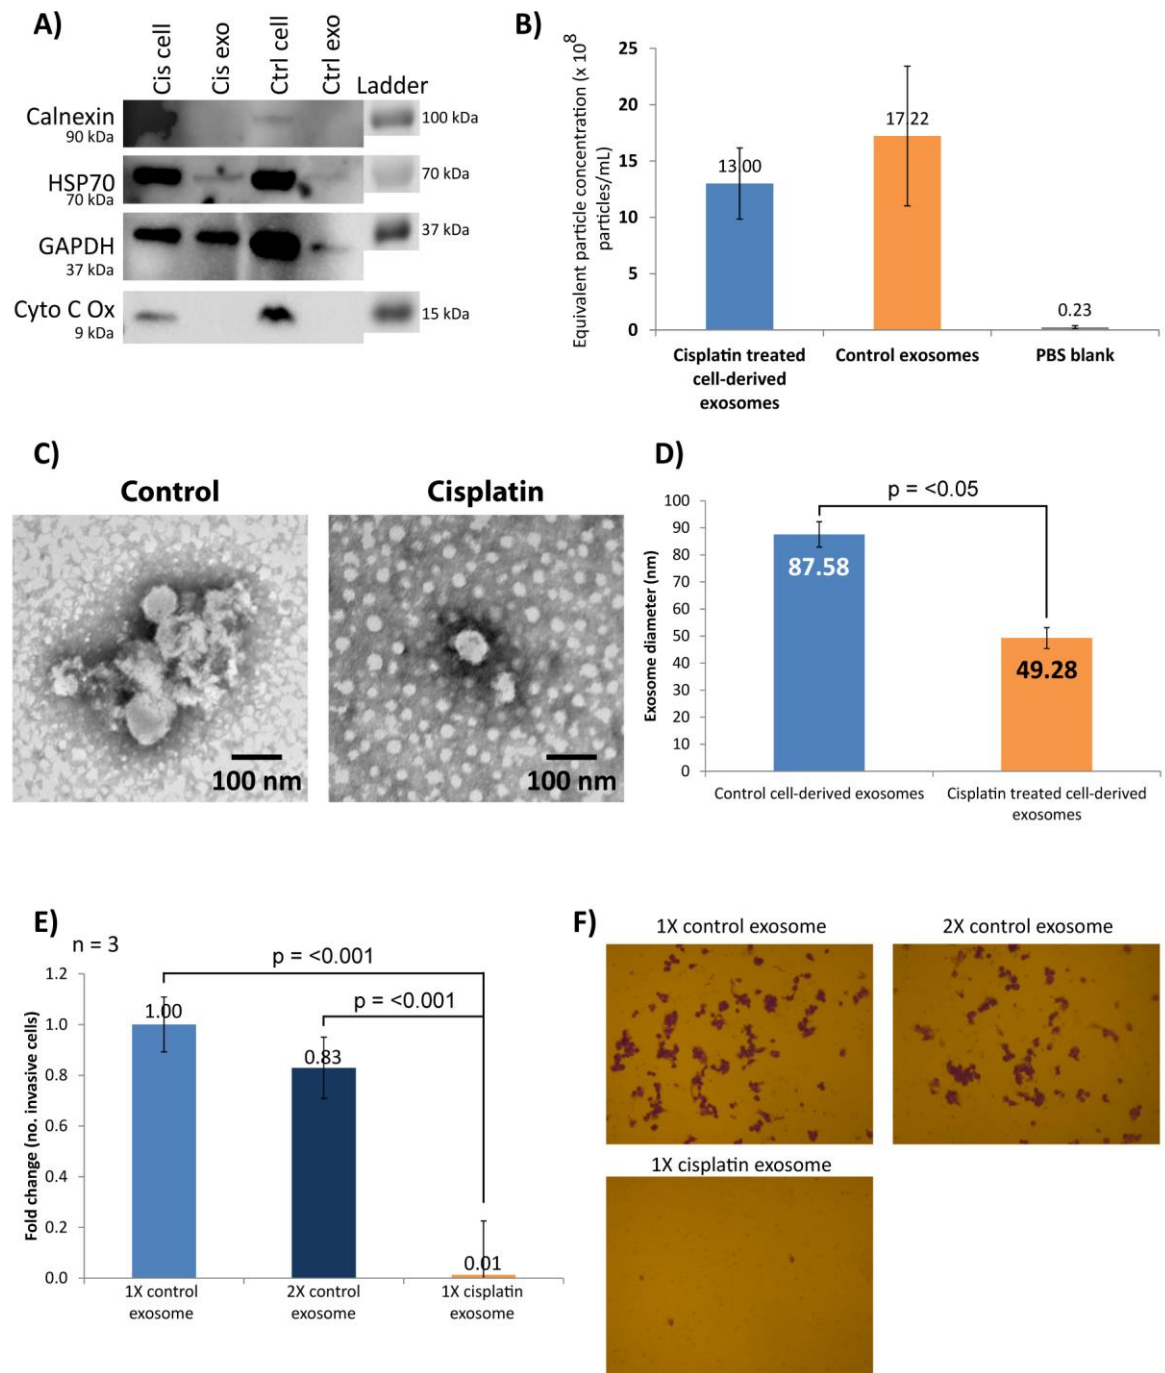 A)
Cis cell
Cis exo
Ctrl cell
Ctrl exo
Ladder
Calnexin
90 kDa
100 kDa
HSP70
70 kDa
70 kDa
GAPDH
37 kDa
37 kDa
Cyto C Ox
9 kDa
15 kDa
B)
Equivalent particle concentration (x 10^8
particles/mL)
25
20
15
10
5
0
13.00
17.22
0.23
Cisplatin treated
cell-derived
exosomes
Control exosomes
PBS blank
C)
Control
Cisplatin
100 nm
100 nm
D)
p = <0.05
Exosome diameter (nm)
100
90
80
70
60
50
40
30
20
10
0
87.58
49.28
Control cell-derived exosomes
Cisplatin treated cell-derived
exosomes
E)
n = 3
p = <0.001
p = <0.001
Fold change (no. invasive cells)
1.2
1.0
0.8
0.6
0.4
0.2
0.0
1.00
0.83
0.01
1X control
exosome
2X control
exosome
1X cisplatin
exosome
F)
1X control exosome
2X control exosome
1X cisplatin exosome